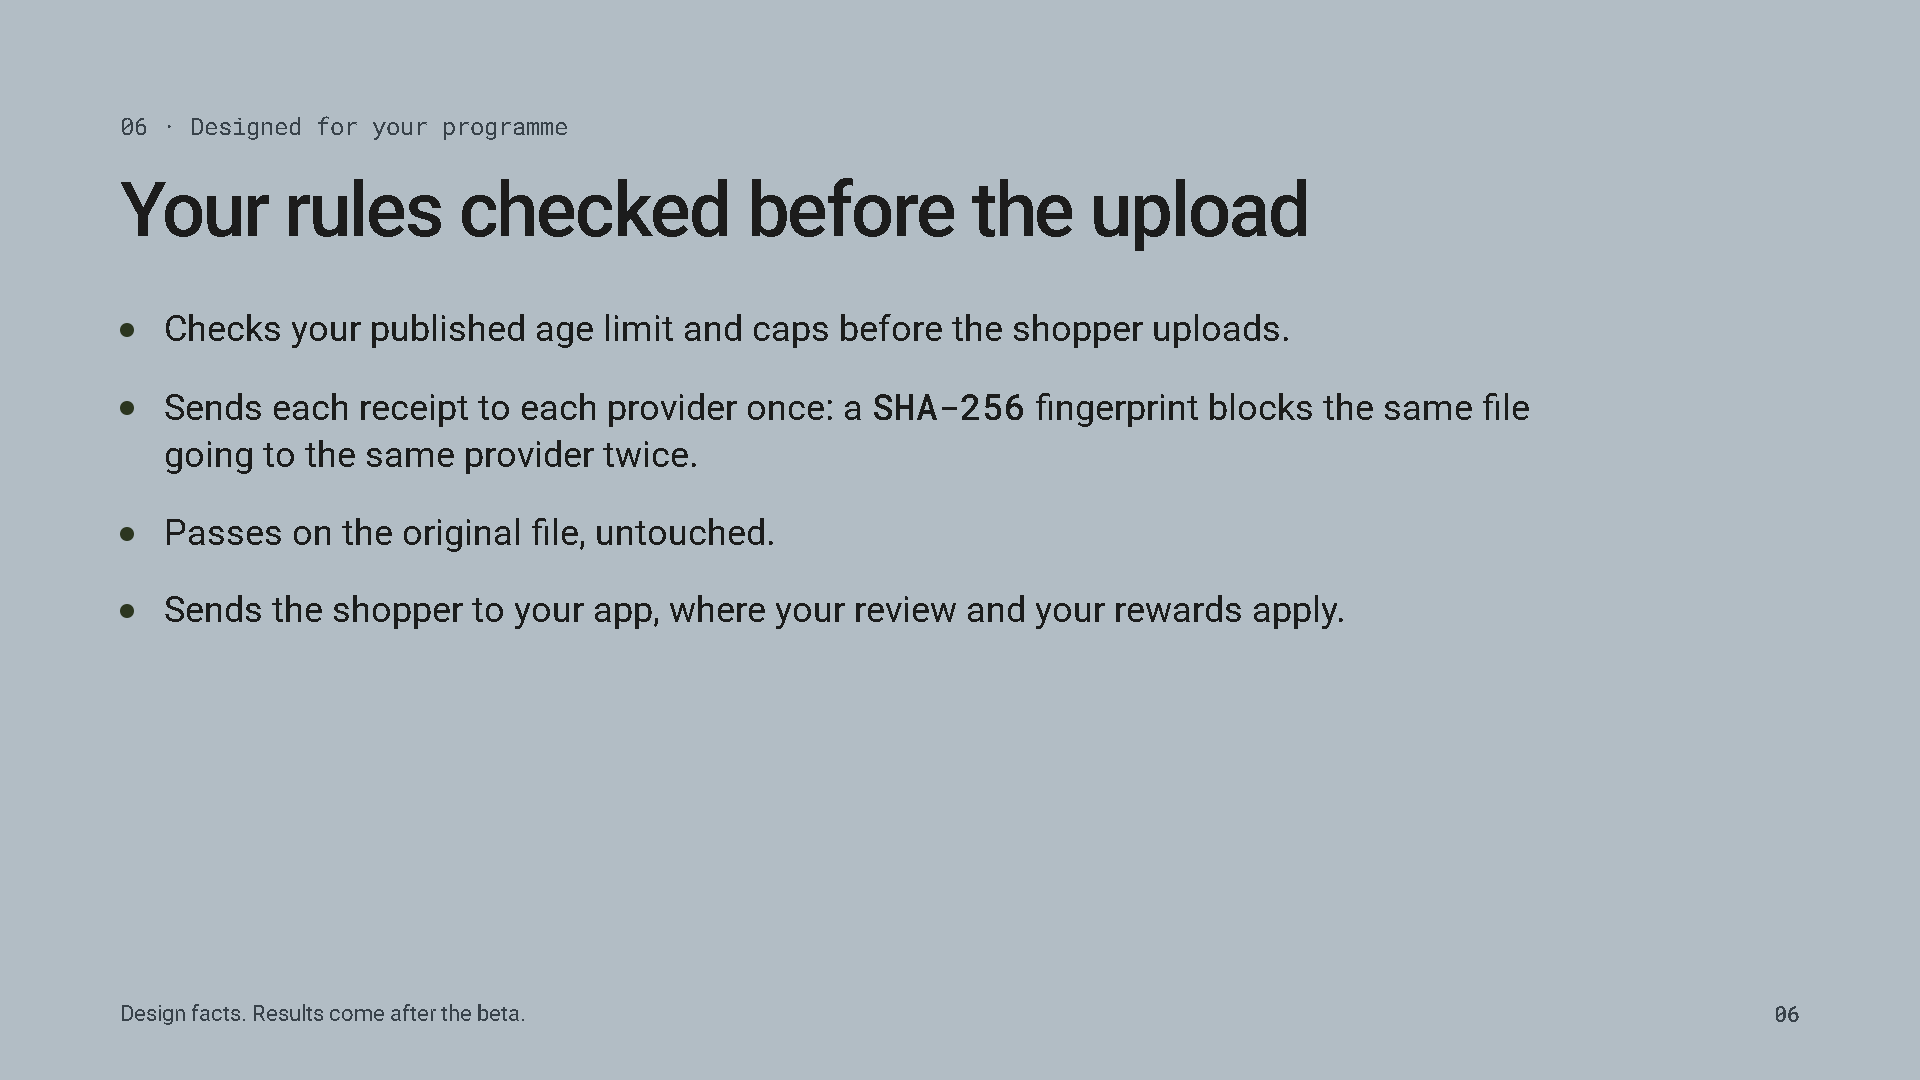 06 · Designed for your programme
Your rules checked before the upload
Checks your published age limit and caps before the shopper uploads.
Sends each receipt to each provider once: a SHA-256 fingerprint blocks the same file
going to the same provider twice.
Passes on the original file, untouched.
Sends the shopper to your app, where your review and your rewards apply.
Design facts. Results come after the beta.
06